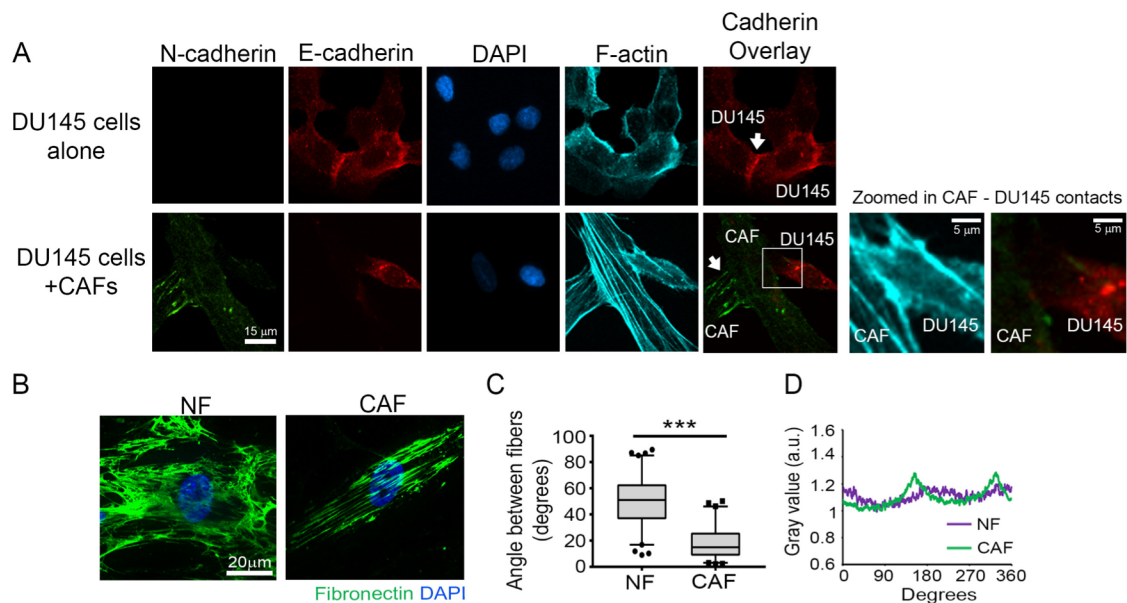 A
N-cadherin
E-cadherin
DAPI
F-actin
Cadherin
Overlay
DU145 cells
alone
DU145
DU145
DU145 cells
+CAFs
15 μm
CAF
DU145
CAF
Zoomed in CAF - DU145 contacts
5 μm
5 μm
CAF
DU145
CAF
DU145
B
NF
CAF
20μm
Fibronectin DAPI
C
***
Angle between fibers
(degrees)
100
80
60
40
20
0
NF
CAF
D
Gray value (a.u.)
1.6
1.4
1.2
1
0.8
0.6
NF
CAF
0
90
180
270
360
Degrees